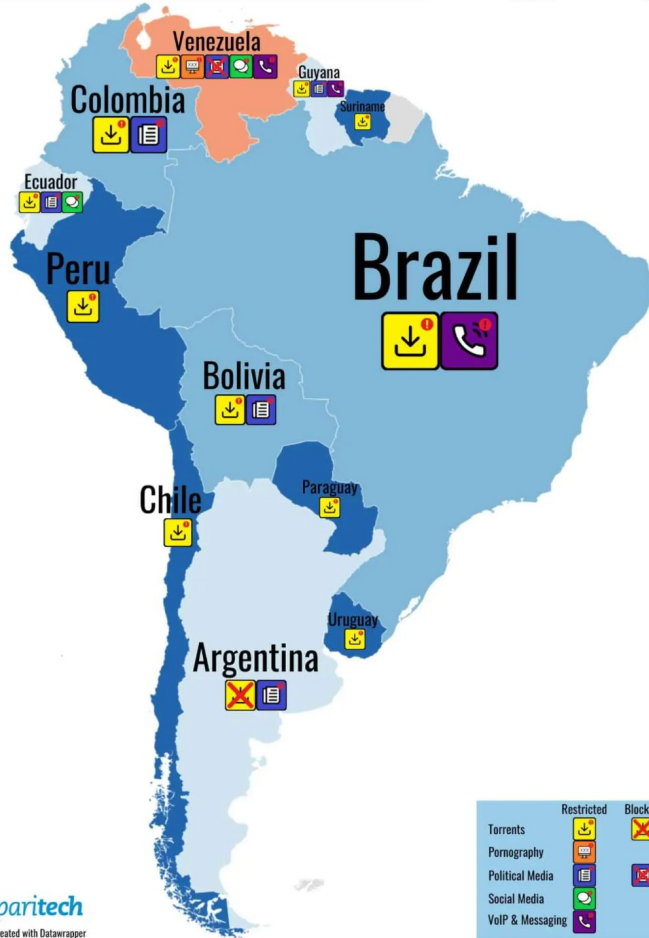 Venezuela
Guyana
Colombia
Suriname
Ecuador
Peru
Brazil
Bolivia
Paraguay
Chile
Uruguay
Argentina
Restricted Block
Torrents
Pornography
Political Media
Social Media
VoIP & Messaging
paritech
eated with Datawrapper